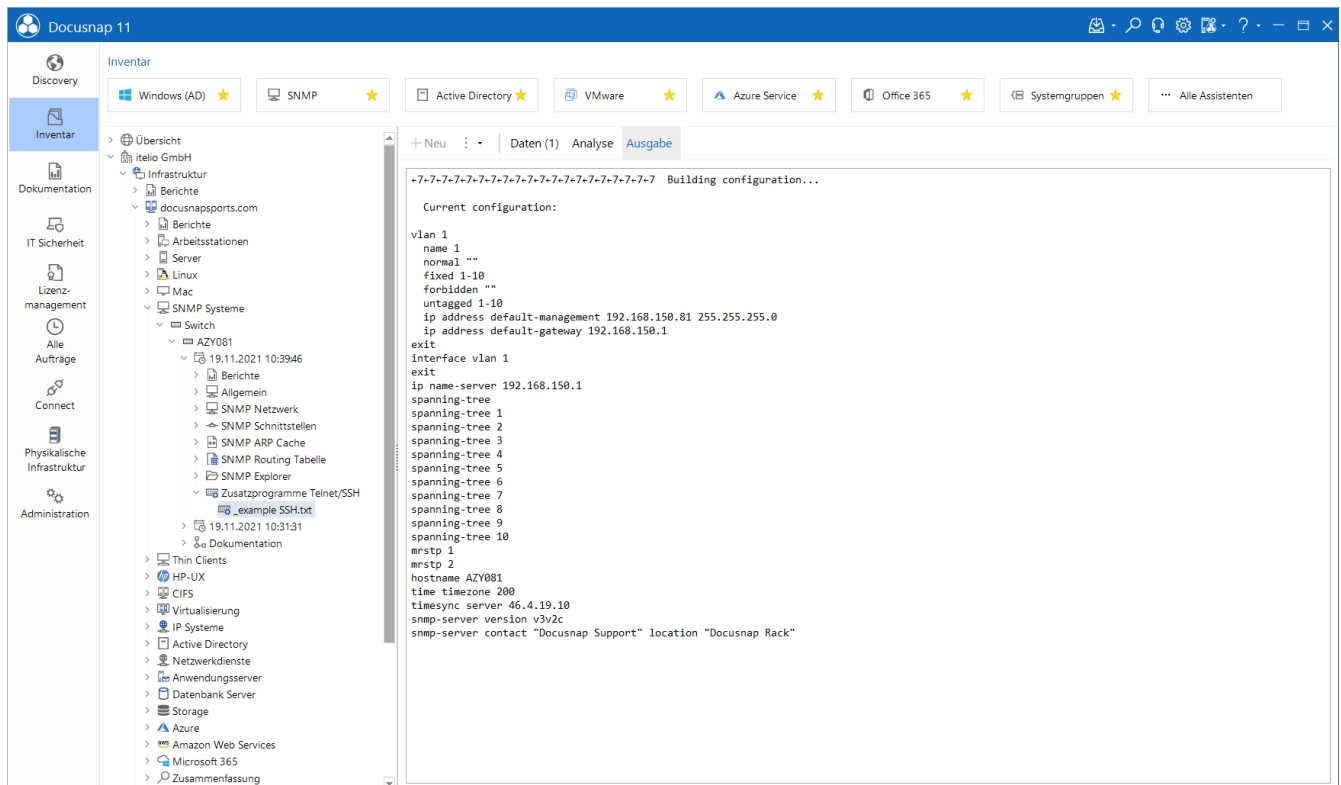 Docusnap 11
Discovery
Inventar
Dokumentation
IT Sicherheit
Lizenz-
management
Alle
Aufträge
Connect
Physikalische
Infrastruktur
Administration
Inventar
Windows (AD)
SNMP
Active Directory
VMware
Azure Service
Office 365
Systemgruppen
Alle Assistenten
Übersicht
itelio GmbH
Infrastruktur
Berichte
docusnapsports.com
Berichte
Arbeitsstationen
Server
Linux
Mac
SNMP Systeme
Switch
AZY081
19.11.2021 10:39:46
Berichte
Allgemein
SNMP Netzwerk
SNMP Schnittstellen
SNMP ARP Cache
SNMP Routing Tabelle
SNMP Explorer
Zusatzprogramme Telnet/SSH
_example SSH.txt
19.11.2021 10:31:31
Dokumentation
Thin Clients
HP-UX
CIFS
Virtualisierung
IP Systeme
Active Directory
Netzwerkdienste
Anwendungsserver
Datenbank Server
Storage
Azure
aws Amazon Web Services
Microsoft 365
Zusammenfassung
+ Neu
Daten (1) Analyse Ausgabe
←7←7←7←7←7←7←7←7←7←7←7←7←7←7←7←7←7←7←7←7 Building configuration...
Current configuration:
vlan 1
name 1
normal ""
fixed 1-10
forbidden ""
untagged 1-10
ip address default-management 192.168.150.81 255.255.255.0
ip address default-gateway 192.168.150.1
exit
interface vlan 1
exit
ip name-server 192.168.150.1
spanning-tree
spanning-tree 1
spanning-tree 2
spanning-tree 3
spanning-tree 4
spanning-tree 5
spanning-tree 6
spanning-tree 7
spanning-tree 8
spanning-tree 9
spanning-tree 10
mrstp 1
mrstp 2
hostname AZY081
time timezone 200
timesync server 46.4.19.10
snmp-server version v3v2c
snmp-server contact "Docusnap Support" location "Docusnap Rack"